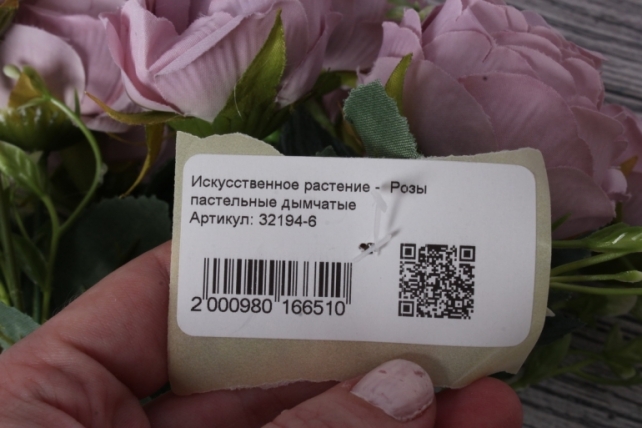 Искусственное растение - Розы
пастельные дымчатые
Артикул: 32194-6
2 000980 166510